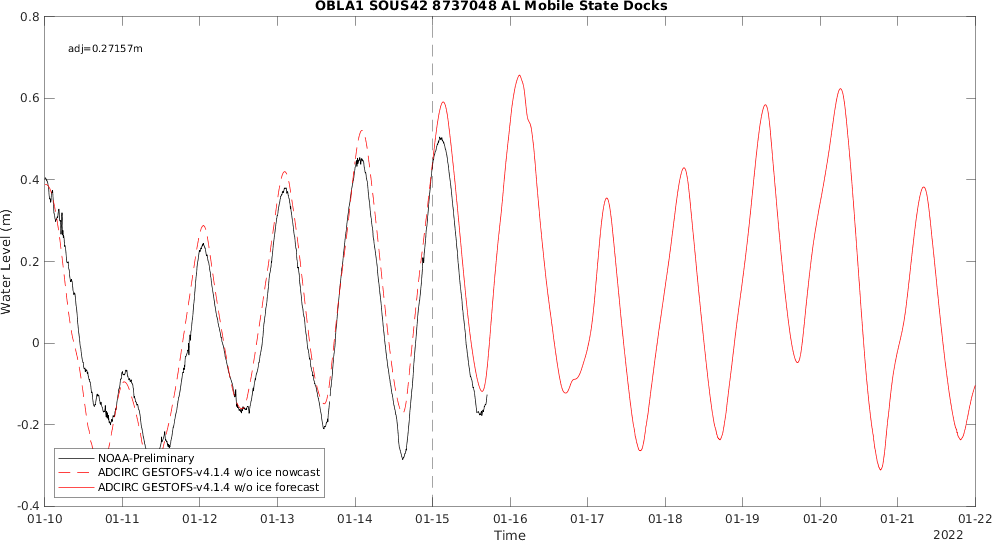 OBLA1 SOUS42 8737048 AL Mobile State Docks
0.8
adj=0.27157m
0.6
0.4
0.2
0
-0.2
-0.4
Water Level (m)
NOAA-Preliminary
ADCIRC GESTOFS-v4.1.4 w/o ice nowcast
ADCIRC GESTOFS-v4.1.4 w/o ice forecast
01-10 01-11 01-12 01-13 01-14 01-15 01-16 01-17 01-18 01-19 01-20 01-21 01-22
Time
2022